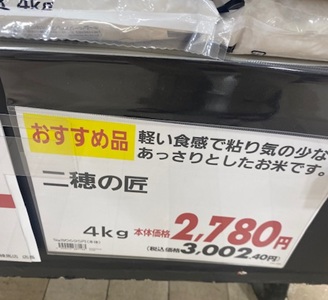 4kg
おすすめ品
軽い食感で粘り気の少な
あっさりとしたお米です。
二穂の匠
4kg 本体価格 2,780円
(税込価格 3,002.40円)